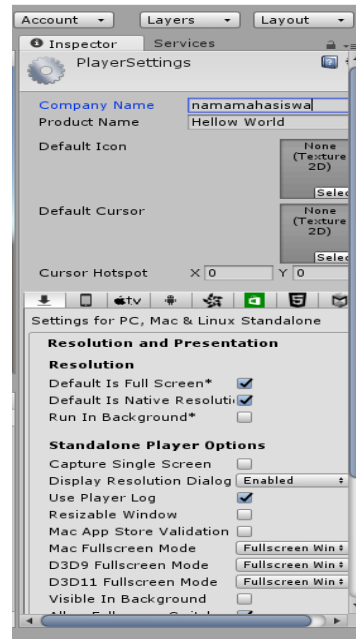 Account Layers Layout
Inspector Services
PlayerSettings
Company Name namamahasiswa
Product Name Hellow World
Default Icon None
(Texture
2D)
Selec
Default Cursor None
(Texture
2D)
Selec
Cursor Hotspot X 0 Y 0
tv
Settings for PC, Mac & Linux Standalone
Resolution and Presentation
Resolution
Default Is Full Screen*
Default Is Native Resoluti
Run In Background*
Standalone Player Options
Capture Single Screen
Display Resolution Dialog Enabled
Use Player Log
Resizable Window
Mac App Store Validation
Mac Fullscreen Mode Fullscreen Win
D3D9 Fullscreen Mode Fullscreen Win
D3D11 Fullscreen Mode Fullscreen Win
Visible In Background